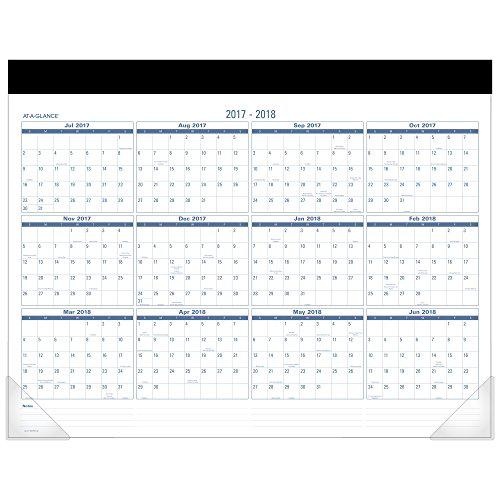 AT-A-GLANCE
2017 - 2018
Jul 2017
S M T W T F S
1
2 3 4 5 6 7 8
9 10 11 12 13 14 15
16 17 18 19 20 21 22
23 24 25 26 27 28 29
30 31
Aug 2017
S M T W T F S
1 2 3 4 5
6 7 8 9 10 11 12
13 14 15 16 17 18 19
20 21 22 23 24 25 26
27 28 29 30 31
Sep 2017
S M T W T F S
1 2
3 4 5 6 7 8 9
10 11 12 13 14 15 16
17 18 19 20 21 22 23
24 25 26 27 28 29 30
Oct 2017
S M T W T F S
1 2 3 4 5 6 7
8 9 10 11 12 13 14
15 16 17 18 19 20 21
22 23 24 25 26 27 28
29 30 31
Nov 2017
S M T W T F S
1 2 3 4
5 6 7 8 9 10 11
12 13 14 15 16 17 18
19 20 21 22 23 24 25
26 27 28 29 30
Dec 2017
S M T W T F S
1 2
3 4 5 6 7 8 9
10 11 12 13 14 15 16
17 18 19 20 21 22 23
24 25 26 27 28 29 30
31
Jan 2018
S M T W T F S
1 2 3 4 5 6
7 8 9 10 11 12 13
14 15 16 17 18 19 20
21 22 23 24 25 26 27
28 29 30 31
Feb 2018
S M T W T F S
1 2 3
4 5 6 7 8 9 10
11 12 13 14 15 16 17
18 19 20 21 22 23 24
25 26 27 28
Mar 2018
S M T W T F S
1 2 3
4 5 6 7 8 9 10
11 12 13 14 15 16 17
18 19 20 21 22 23 24
25 26 27 28 29 30 31
Apr 2018
S M T W T F S
1 2 3 4 5 6 7
8 9 10 11 12 13 14
15 16 17 18 19 20 21
22 23 24 25 26 27 28
29 30
May 2018
S M T W T F S
1 2 3 4 5
6 7 8 9 10 11 12
13 14 15 16 17 18 19
20 21 22 23 24 25 26
27 28 29 30 31
Jun 2018
S M T W T F S
1 2
3 4 5 6 7 8 9
10 11 12 13 14 15 16
17 18 19 20 21 22 23
24 25 26 27 28 29 30
Notes